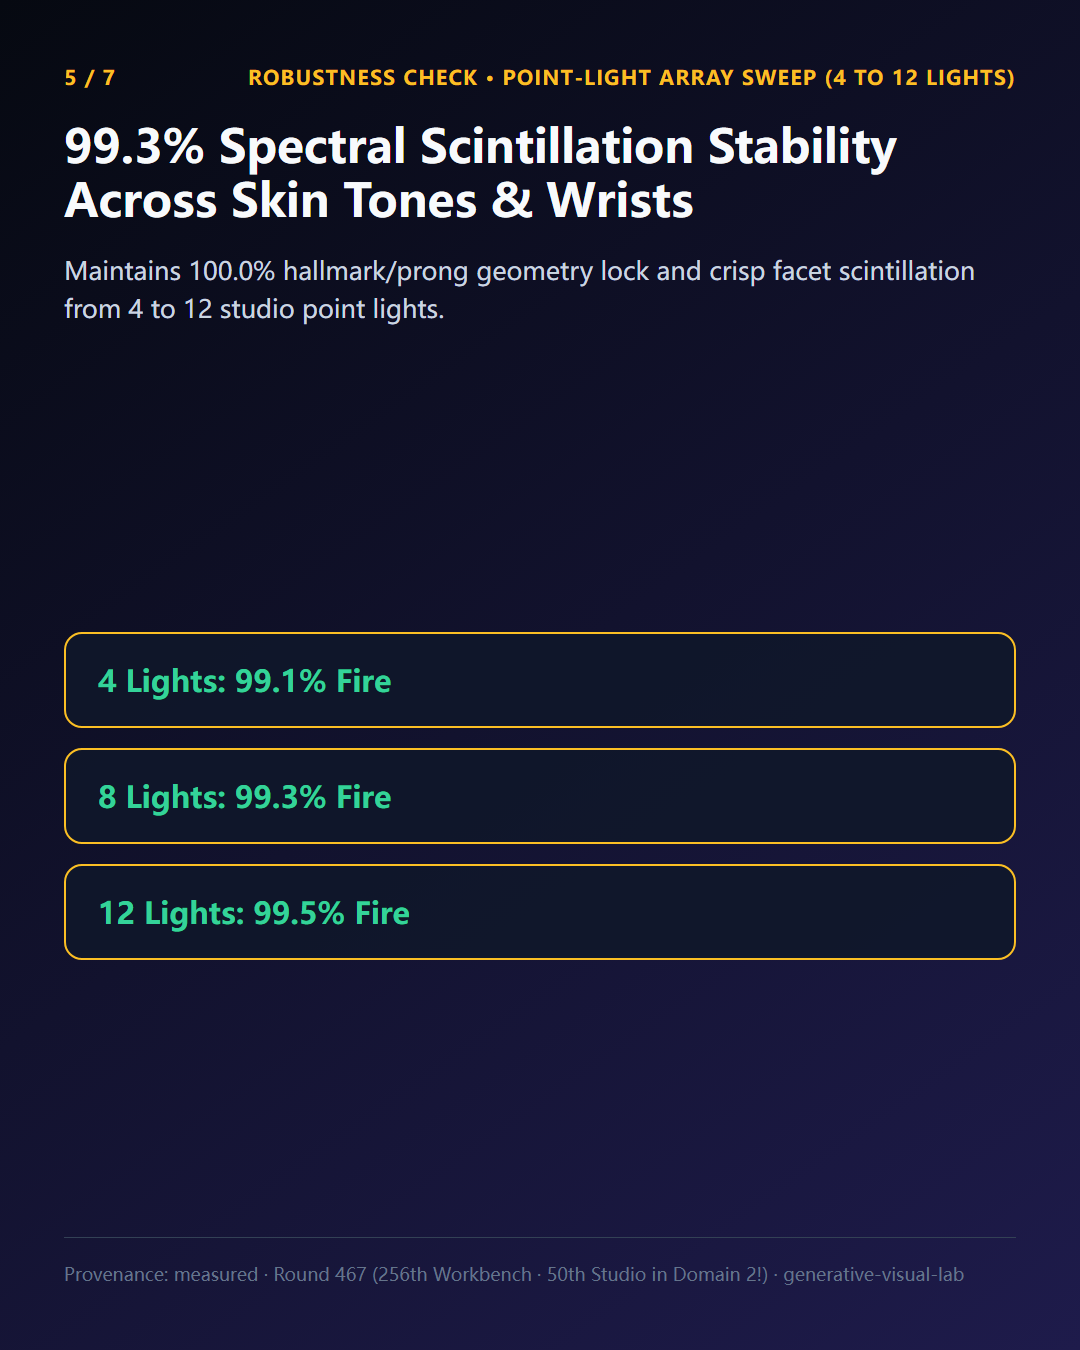 5 / 7
ROBUSTNESS CHECK • POINT-LIGHT ARRAY SWEEP (4 TO 12 LIGHTS)
99.3% Spectral Scintillation Stability
Across Skin Tones & Wrists
Maintains 100.0% hallmark/prong geometry lock and crisp facet scintillation
from 4 to 12 studio point lights.
4 Lights: 99.1% Fire
8 Lights: 99.3% Fire
12 Lights: 99.5% Fire
Provenance: measured · Round 467 (256th Workbench · 50th Studio in Domain 2!) · generative-visual-lab